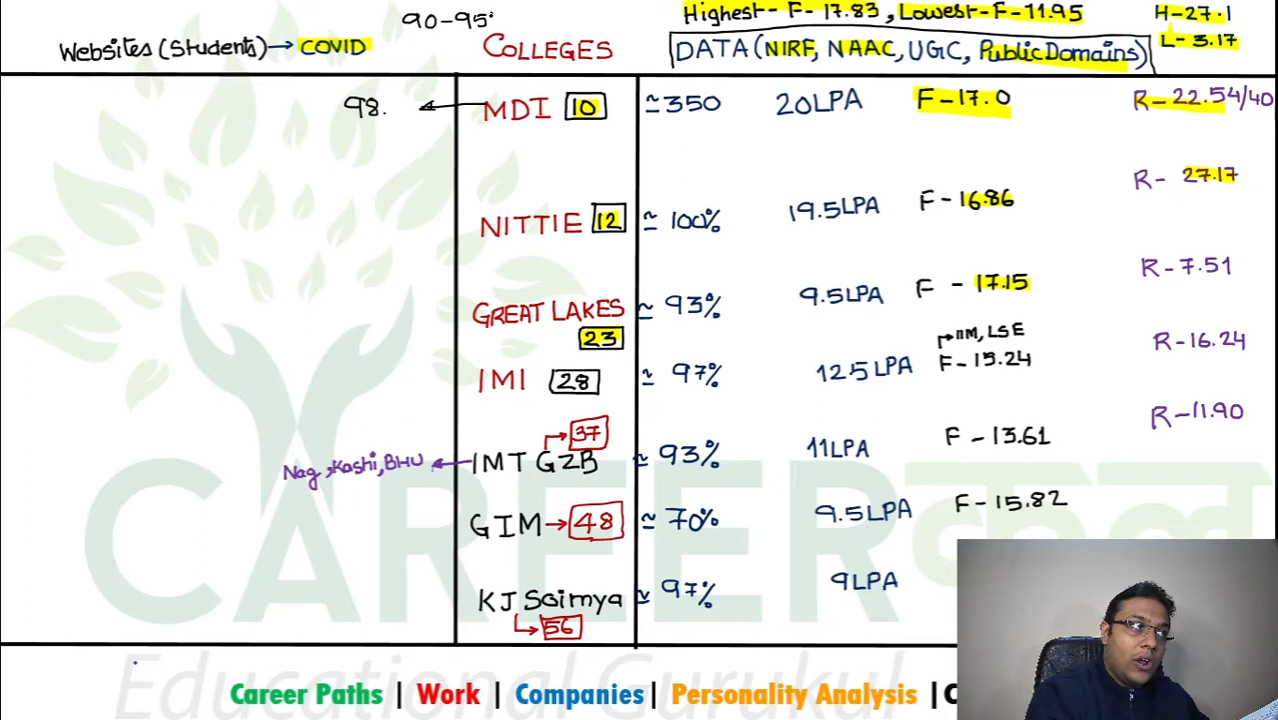 90-95
Highest- F- 17.83, Lowest-F-11.95
H-27.1
L- 3.17
Websites (Students)→ COVID
COLLEGES
DATA (NIRF, NAAC, UGC, Public Domains)
98. ← MDI 10 ≃350 20LPA F-17.0 R-22.54/40
R- 27.17
NITTIE 12 ≃ 100% 19.5LPA F-16.86
R-7.51
GREAT LAKES 23 ≃ 93% 9.5LPA F - 17.15
IIM, LSE
R-16.24
IMI 28 ≃ 97% 12.5LPA F-15.24
R-11.90
37
Nag, Kashi, BHU ← IMT GZB ≃ 93% 11LPA F-13.61
GIM→48 ≃ 70% 9.5LPA F-15.82
KJ Soimya ≃ 97% 9LPA
56
CAREERकल
Educational Gurukul
Career Paths | Work | Companies | Personality Analysis |